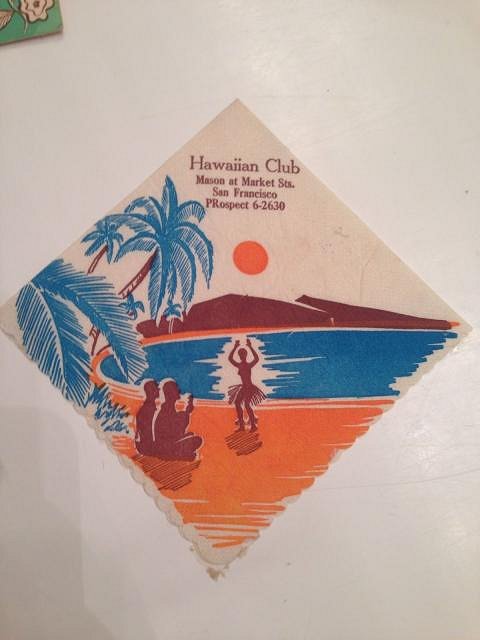 Hawaiian Club
Mason at Market Sts.
San Francisco
PRospect 6-2630